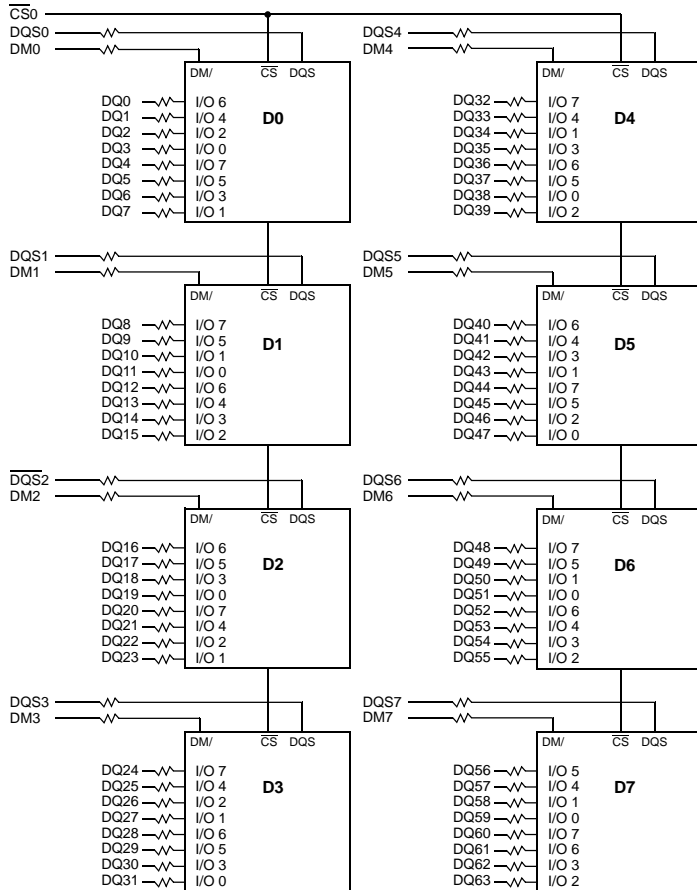 CS0
DQS0
DM0
DM/ CS DQS
D0
DQ0 I/O 6
DQ1 I/O 4
DQ2 I/O 2
DQ3 I/O 0
DQ4 I/O 7
DQ5 I/O 5
DQ6 I/O 3
DQ7 I/O 1
DQS4
DM4
DM/ CS DQS
D4
DQ32 I/O 7
DQ33 I/O 4
DQ34 I/O 1
DQ35 I/O 3
DQ36 I/O 6
DQ37 I/O 5
DQ38 I/O 0
DQ39 I/O 2
DQS1
DM1
DM/ CS DQS
D1
DQ8 I/O 7
DQ9 I/O 5
DQ10 I/O 1
DQ11 I/O 0
DQ12 I/O 6
DQ13 I/O 4
DQ14 I/O 3
DQ15 I/O 2
DQS5
DM5
DM/ CS DQS
D5
DQ40 I/O 6
DQ41 I/O 4
DQ42 I/O 3
DQ43 I/O 1
DQ44 I/O 7
DQ45 I/O 5
DQ46 I/O 2
DQ47 I/O 0
DQS2
DM2
DM/ CS DQS
D2
DQ16 I/O 6
DQ17 I/O 5
DQ18 I/O 3
DQ19 I/O 0
DQ20 I/O 7
DQ21 I/O 4
DQ22 I/O 2
DQ23 I/O 1
DQS6
DM6
DM/ CS DQS
D6
DQ48 I/O 7
DQ49 I/O 5
DQ50 I/O 1
DQ51 I/O 0
DQ52 I/O 6
DQ53 I/O 4
DQ54 I/O 3
DQ55 I/O 2
DQS3
DM3
DM/ CS DQS
D3
DQ24 I/O 7
DQ25 I/O 4
DQ26 I/O 2
DQ27 I/O 1
DQ28 I/O 6
DQ29 I/O 5
DQ30 I/O 3
DQ31 I/O 0
DQS7
DM7
DM/ CS DQS
D7
DQ56 I/O 5
DQ57 I/O 4
DQ58 I/O 1
DQ59 I/O 0
DQ60 I/O 7
DQ61 I/O 6
DQ62 I/O 3
DQ63 I/O 2